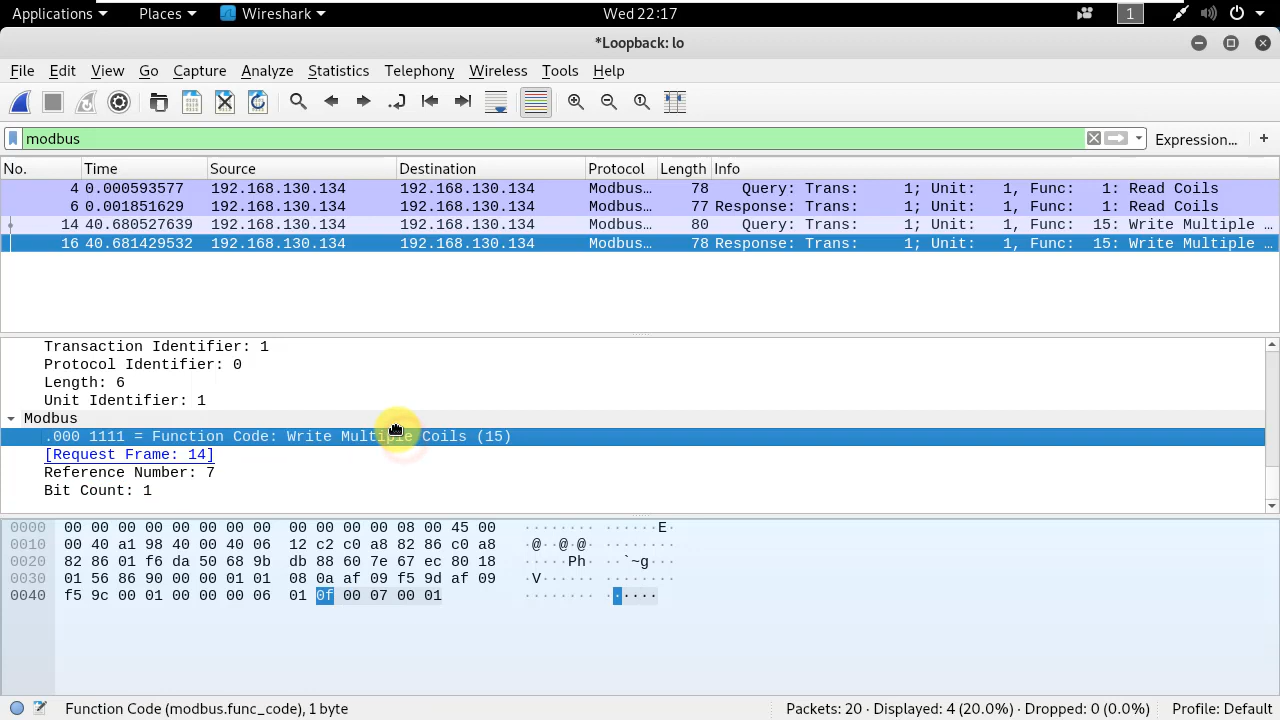 Applications Places Wireshark Wed 22:17 1
*Loopback: lo
File Edit View Go Capture Analyze Statistics Telephony Wireless Tools Help
modbus Expression... +
No. Time Source Destination Protocol Length Info
4 0.000593577 192.168.130.134 192.168.130.134 Modbus… 78 Query: Trans: 1; Unit: 1, Func: 1: Read Coils
6 0.001851629 192.168.130.134 192.168.130.134 Modbus… 77 Response: Trans: 1; Unit: 1, Func: 1: Read Coils
14 40.680527639 192.168.130.134 192.168.130.134 Modbus… 80 Query: Trans: 1; Unit: 1, Func: 15: Write Multiple …
16 40.681429532 192.168.130.134 192.168.130.134 Modbus… 78 Response: Trans: 1; Unit: 1, Func: 15: Write Multiple …
Transaction Identifier: 1
Protocol Identifier: 0
Length: 6
Unit Identifier: 1
Modbus
.000 1111 = Function Code: Write Multiple Coils (15)
[Request Frame: 14]
Reference Number: 7
Bit Count: 1
0000 00 00 00 00 00 00 00 00 00 00 00 00 08 00 45 00 ········ ······E·
0010 00 40 a1 98 40 00 40 06 12 c2 c0 a8 82 86 c0 a8 ·@··@·@· ········
0020 82 86 01 f6 da 50 68 9b db 88 60 7e 67 ec 80 18 ·····Ph· ··`~g···
0030 01 56 86 90 00 00 01 01 08 0a af 09 f5 9d af 09 ·V······ ········
0040 f5 9c 00 01 00 00 00 06 01 0f 00 07 00 01 ········ ······
Function Code (modbus.func_code), 1 byte Packets: 20 · Displayed: 4 (20.0%) · Dropped: 0 (0.0%) Profile: Default